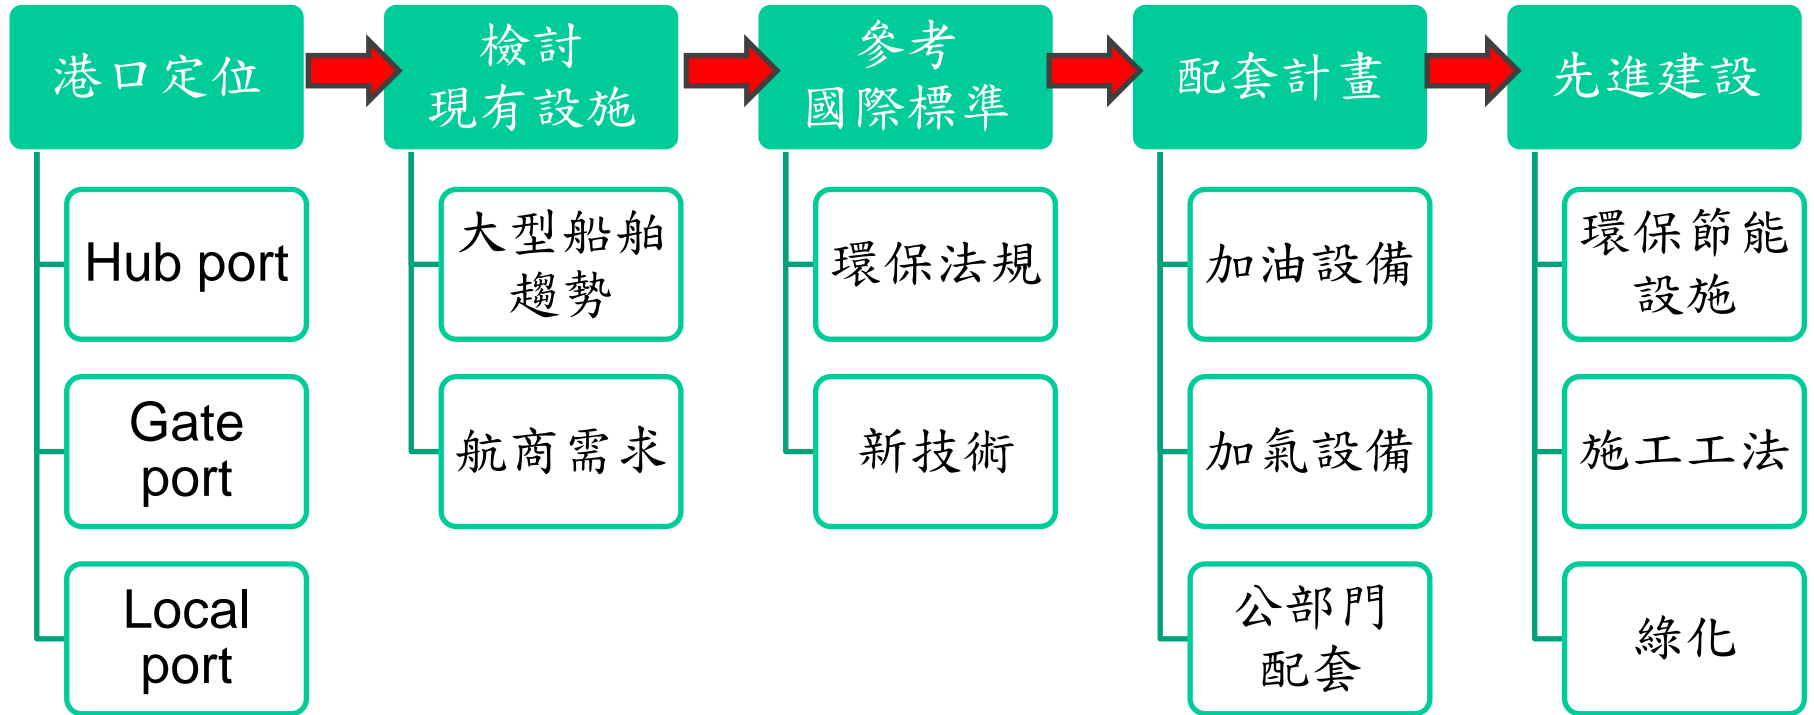 港口定位
Hub port
Gate
port
Local
port
檢討
現有設施
大型船舶
趨勢
航商需求
參考
國際標準
環保法規
新技術
配套計畫
加油設備
加氣設備
公部門
配套
先進建設
環保節能
設施
施工工法
綠化